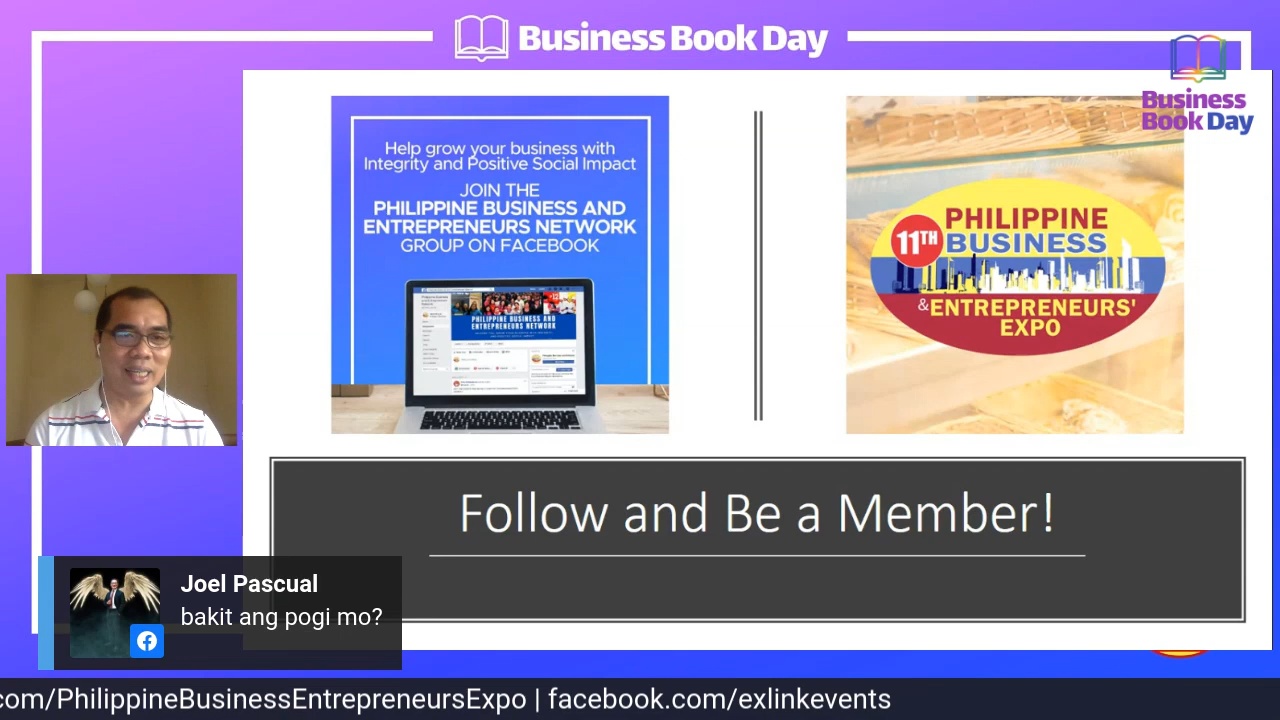 Business Book Day
Business
Book Day
Help grow your business with
Integrity and Positive Social Impact
JOIN THE
PHILIPPINE BUSINESS AND
ENTREPRENEURS NETWORK
GROUP ON FACEBOOK
PHILIPPINE BUSINESS AND
ENTREPRENEURS NETWORK
11TH
PHILIPPINE
BUSINESS
& ENTREPRENEURS'
EXPO
Follow and Be a Member!
Joel Pascual
bakit ang pogi mo?
com/PhilippineBusinessEntrepreneursExpo | facebook.com/exlinkevents